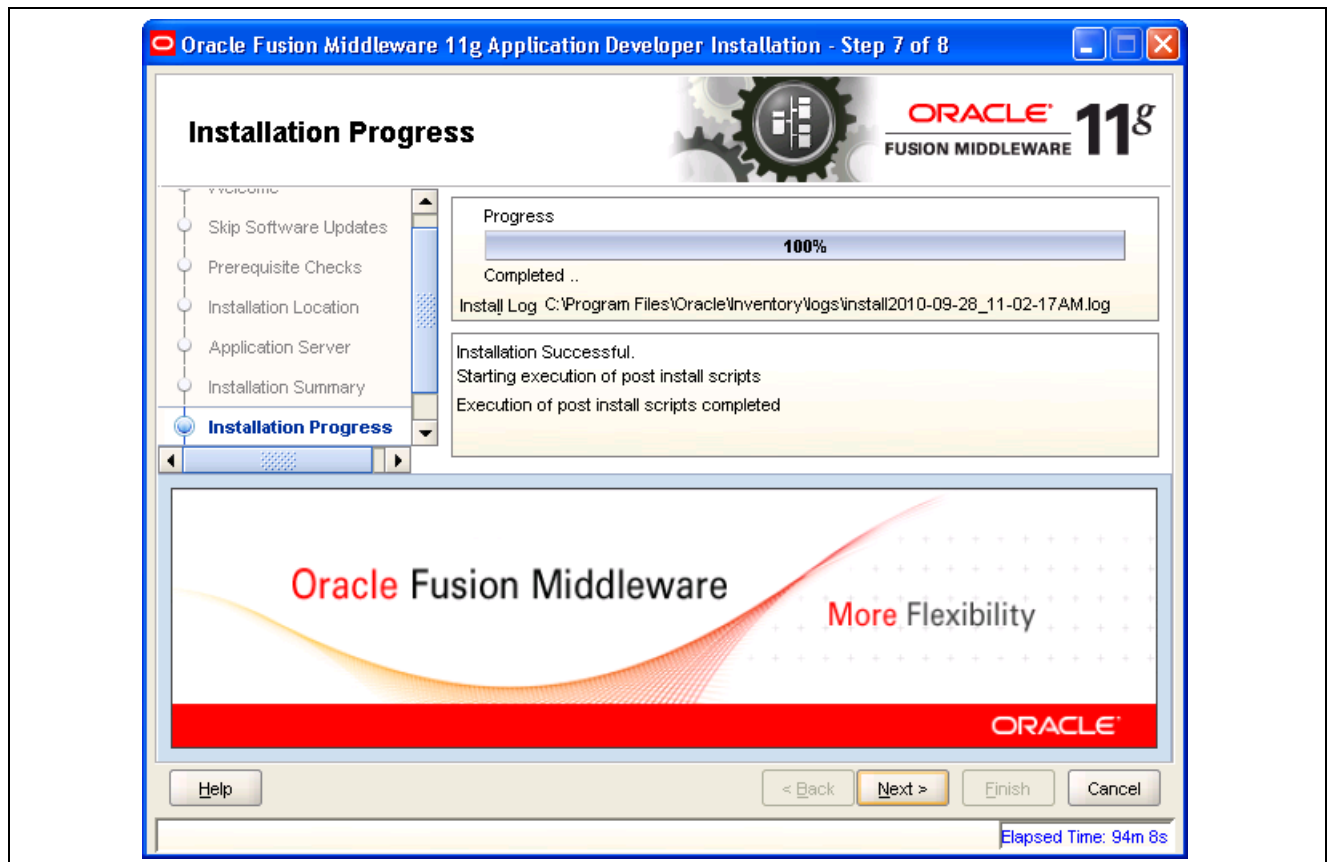 Oracle Fusion Middleware 11g Application Developer Installation - Step 7 of 8
Installation Progress
ORACLE
FUSION MIDDLEWARE
11g
Welcome
Skip Software Updates
Prerequisite Checks
Installation Location
Application Server
Installation Summary
Installation Progress
Progress
100%
Completed ..
Install Log C:\Program Files\Oracle\Inventory\logs\install2010-09-28_11-02-17AM.log
Installation Successful.
Starting execution of post install scripts
Execution of post install scripts completed
Oracle Fusion Middleware
More Flexibility
ORACLE
Help
< Back
Next >
Finish
Cancel
Elapsed Time: 94m 8s